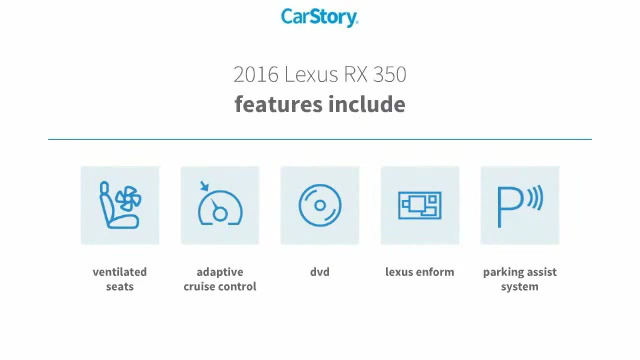 CarStory
2016 Lexus RX 350
features include
P
ventilated
seats
adaptive
cruise control
dvd
lexus enform
parking assist
system